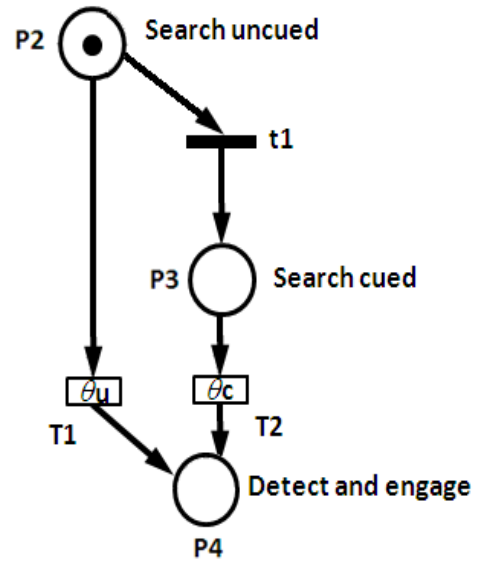 P2
Search uncued
t1
P3
Search cued
θu
θc
T1
T2
Detect and engage
P4